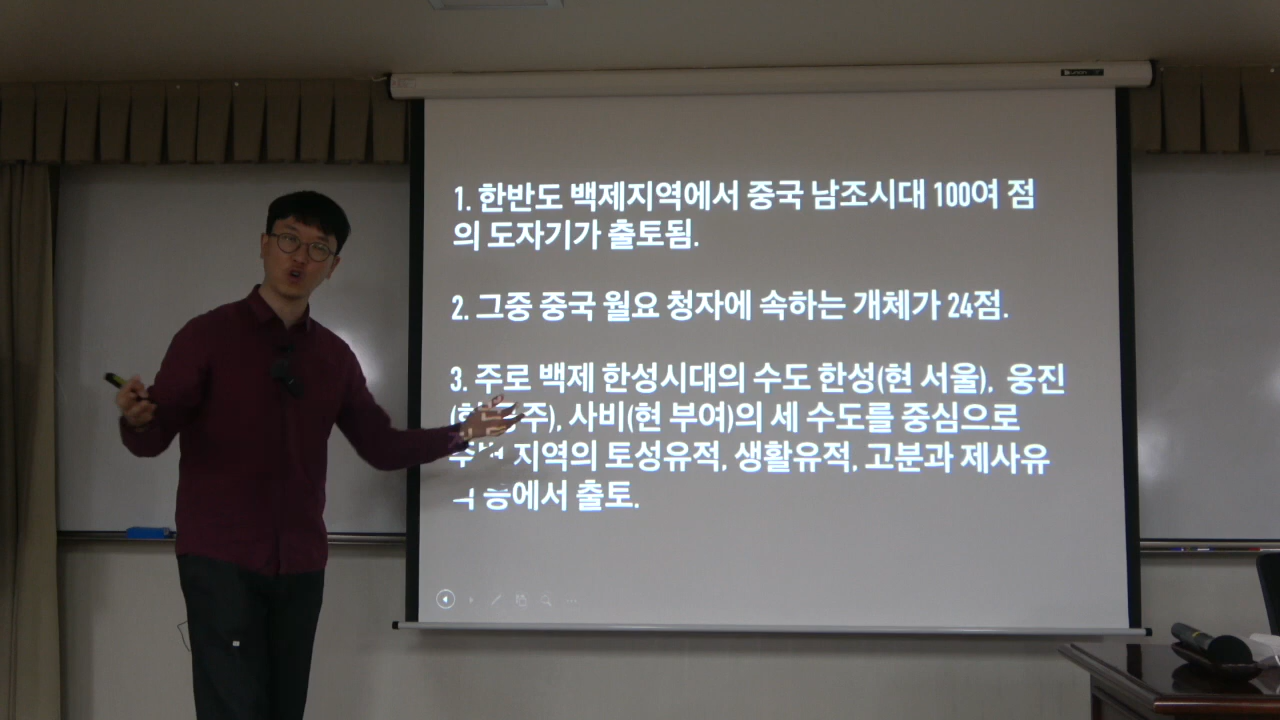 1. 한반도 백제지역에서 중국 남조시대 100여 점
의 도자기가 출토됨.
2. 그중 중국 월요 청자에 속하는 개체가 24점.
3. 주로 백제 한성시대의 수도 한성(현 서울), 웅진
사비(현 부여)의 세 수도를 중심으로
지역의 토성유적, 생활유적, 고분과 제사유
등에서 출토.